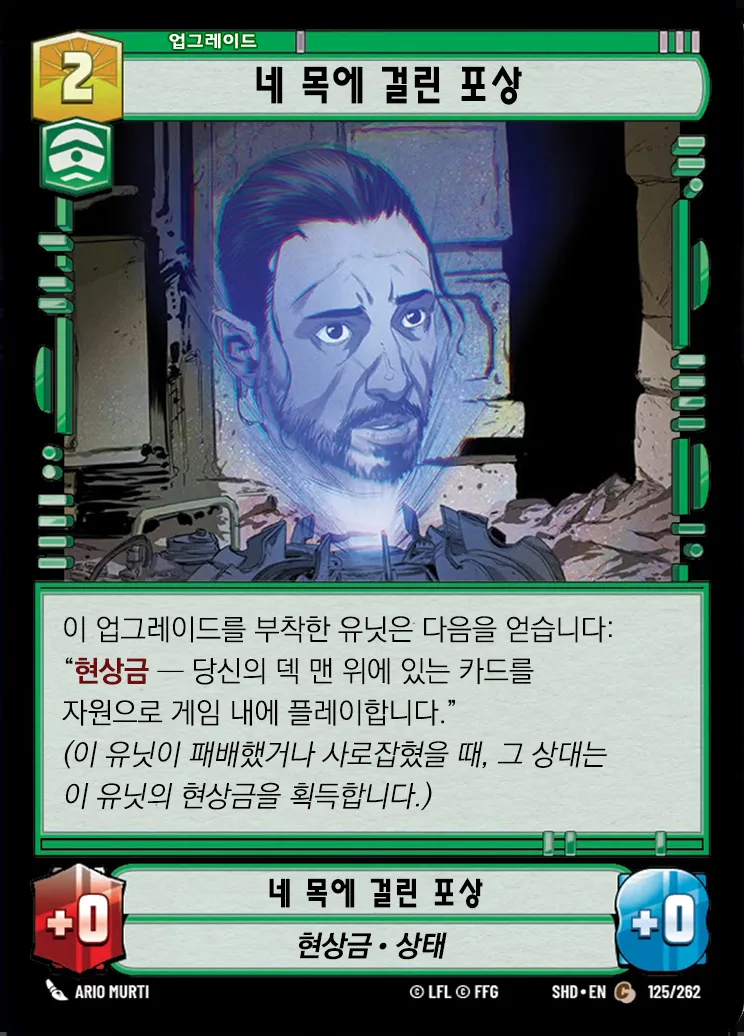 업그레이드
2
네 목에 걸린 포상
이 업그레이드를 부착한 유닛은 다음을 얻습니다:
“현상금 — 당신의 덱 맨 위에 있는 카드를
자원으로 게임 내에 플레이합니다.”
(이 유닛이 패배했거나 사로잡혔을 때, 그 상대는
이 유닛의 현상금을 획득합니다.)
네 목에 걸린 포상
+0
현상금 • 상태
+0
ARIO MURTI
© LFL © FFG
SHD • EN C 125/262